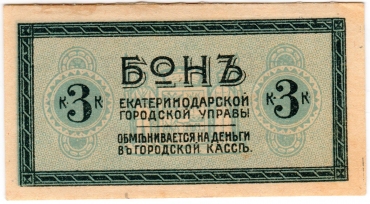 БОНЪ
К 3 К
К 3 К
ЕКАТЕРИНОДАРСКОЙ
ГОРОДСКОЙ УПРАВЫ
ОБМѢНИВАЕТСЯ НА ДЕНЬГИ
ВЪ ГОРОДСКОЙ КАССѢ.